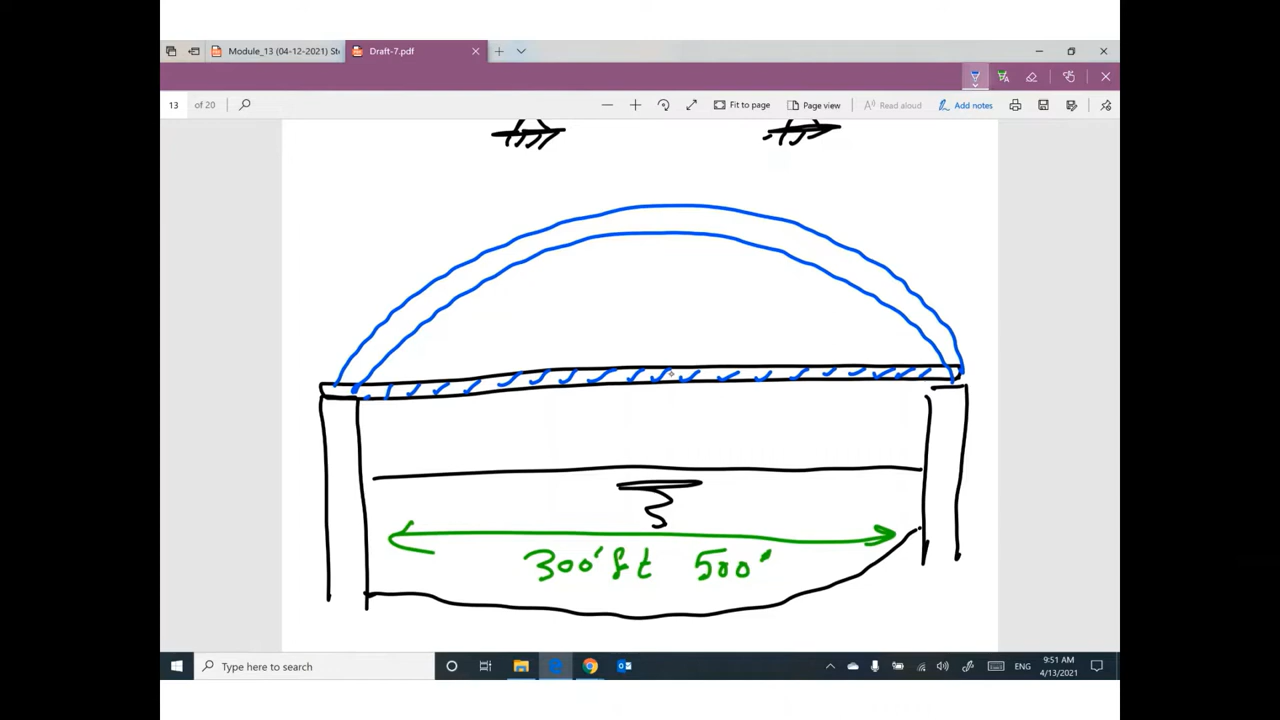 Module_13 (04-12-2021) St
Draft-7.pdf
13 of 20
Fit to page
Page view
Read aloud
Add notes
300' ft 500'
Type here to search
ENG
9:51 AM
4/13/2021